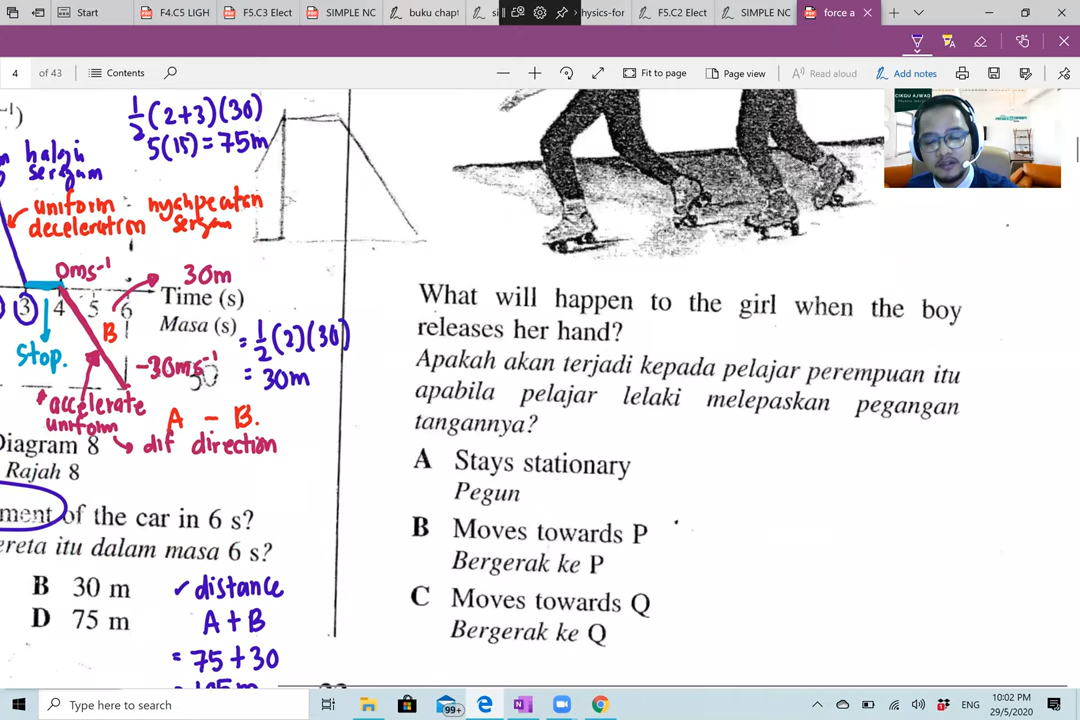 Start
F4.C5 LIGH
F5.C3 Elect
SIMPLE NC
buku chapt
si
hysics-for
F5.C2 Elect
SIMPLE NC
force a
4 of 43
Contents
Fit to page
Page view
Read aloud
Add notes
CIKGU AJWAD
½(2+3)(30)
5(15) = 75m
halaju
seragam
uniform - nyahpecutan
deceleration seragam
0ms⁻¹
30m
3 4 5 6
Time (s)
Masa (s)
B
= ½(2)(30)
= 30m
stop.
-30ms⁻¹
30
* accelerate
uniform
A - B.
↳ dif direction
Diagram 8
Rajah 8
ment of the car in 6 s?
ereta itu dalam masa 6 s?
B 30 m
D 75 m
✓ distance
A + B
= 75 + 30
= 105m
What will happen to the girl when the boy
releases her hand?
Apakah akan terjadi kepada pelajar perempuan itu
apabila pelajar lelaki melepaskan pegangan
tangannya?
A Stays stationary
Pegun
B Moves towards P
Bergerak ke P
C Moves towards Q
Bergerak ke Q
Type here to search
99+
ENG
10:02 PM
29/5/2020